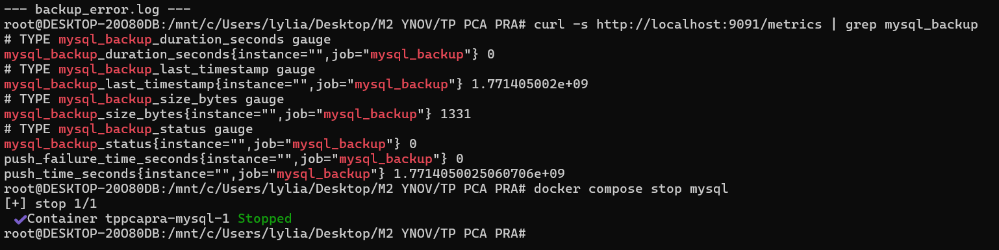 --- backup_error.log ---
root@DESKTOP-20O80DB:/mnt/c/Users/lylia/Desktop/M2 YNOV/TP PCA PRA# curl -s http://localhost:9091/metrics | grep mysql_backup
# TYPE mysql_backup_duration_seconds gauge
mysql_backup_duration_seconds{instance="",job="mysql_backup"} 0
# TYPE mysql_backup_last_timestamp gauge
mysql_backup_last_timestamp{instance="",job="mysql_backup"} 1.771405002e+09
# TYPE mysql_backup_size_bytes gauge
mysql_backup_size_bytes{instance="",job="mysql_backup"} 1331
# TYPE mysql_backup_status gauge
mysql_backup_status{instance="",job="mysql_backup"} 0
push_failure_time_seconds{instance="",job="mysql_backup"} 0
push_time_seconds{instance="",job="mysql_backup"} 1.7714050025060706e+09
root@DESKTOP-20O80DB:/mnt/c/Users/lylia/Desktop/M2 YNOV/TP PCA PRA# docker compose stop mysql
[+] stop 1/1
✔Container tppcapra-mysql-1 Stopped
root@DESKTOP-20O80DB:/mnt/c/Users/lylia/Desktop/M2 YNOV/TP PCA PRA#